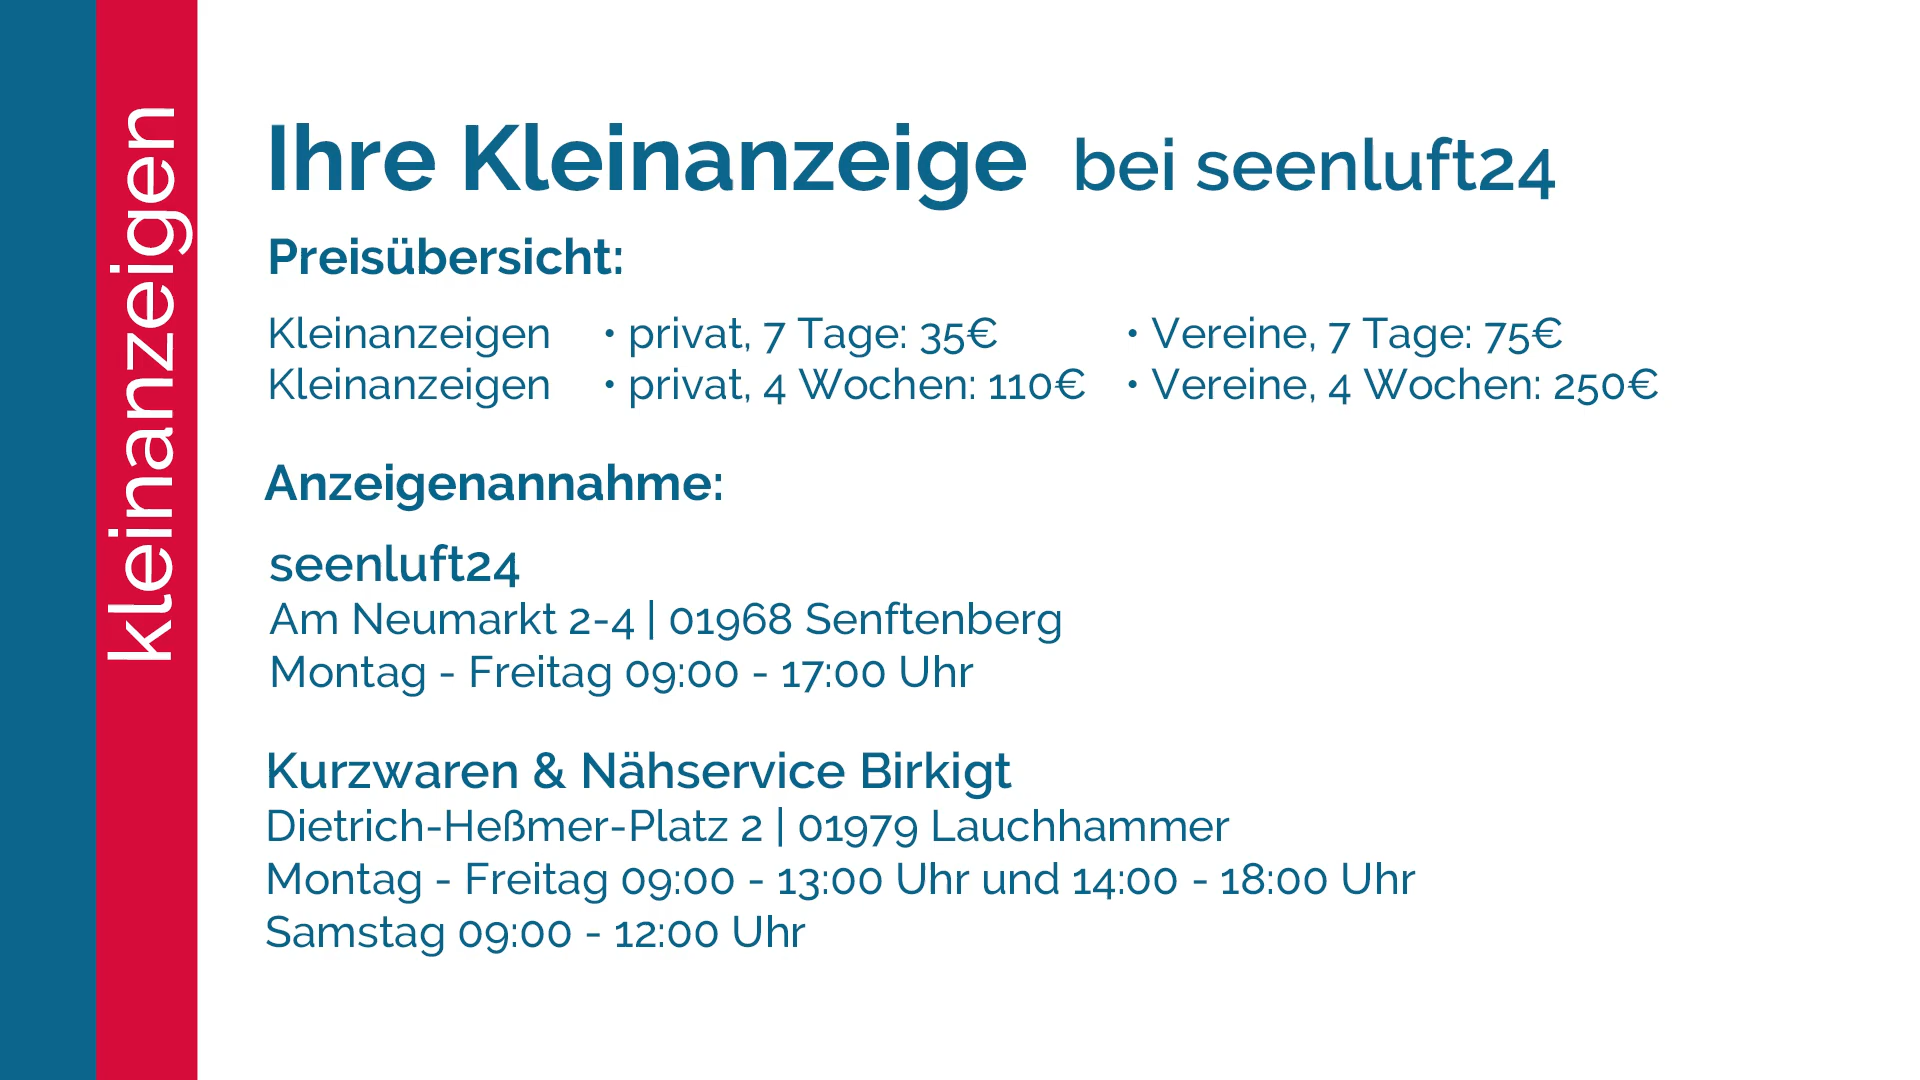 kleinanzeigen
Ihre Kleinanzeige bei seenluft24
Preisübersicht:
Kleinanzeigen • privat, 7 Tage: 35€ • Vereine, 7 Tage: 75€
Kleinanzeigen • privat, 4 Wochen: 110€ • Vereine, 4 Wochen: 250€
Anzeigenannahme:
seenluft24
Am Neumarkt 2-4 | 01968 Senftenberg
Montag - Freitag 09:00 - 17:00 Uhr
Kurzwaren & Nähservice Birkigt
Dietrich-Heßmer-Platz 2 | 01979 Lauchhammer
Montag - Freitag 09:00 - 13:00 Uhr und 14:00 - 18:00 Uhr
Samstag 09:00 - 12:00 Uhr